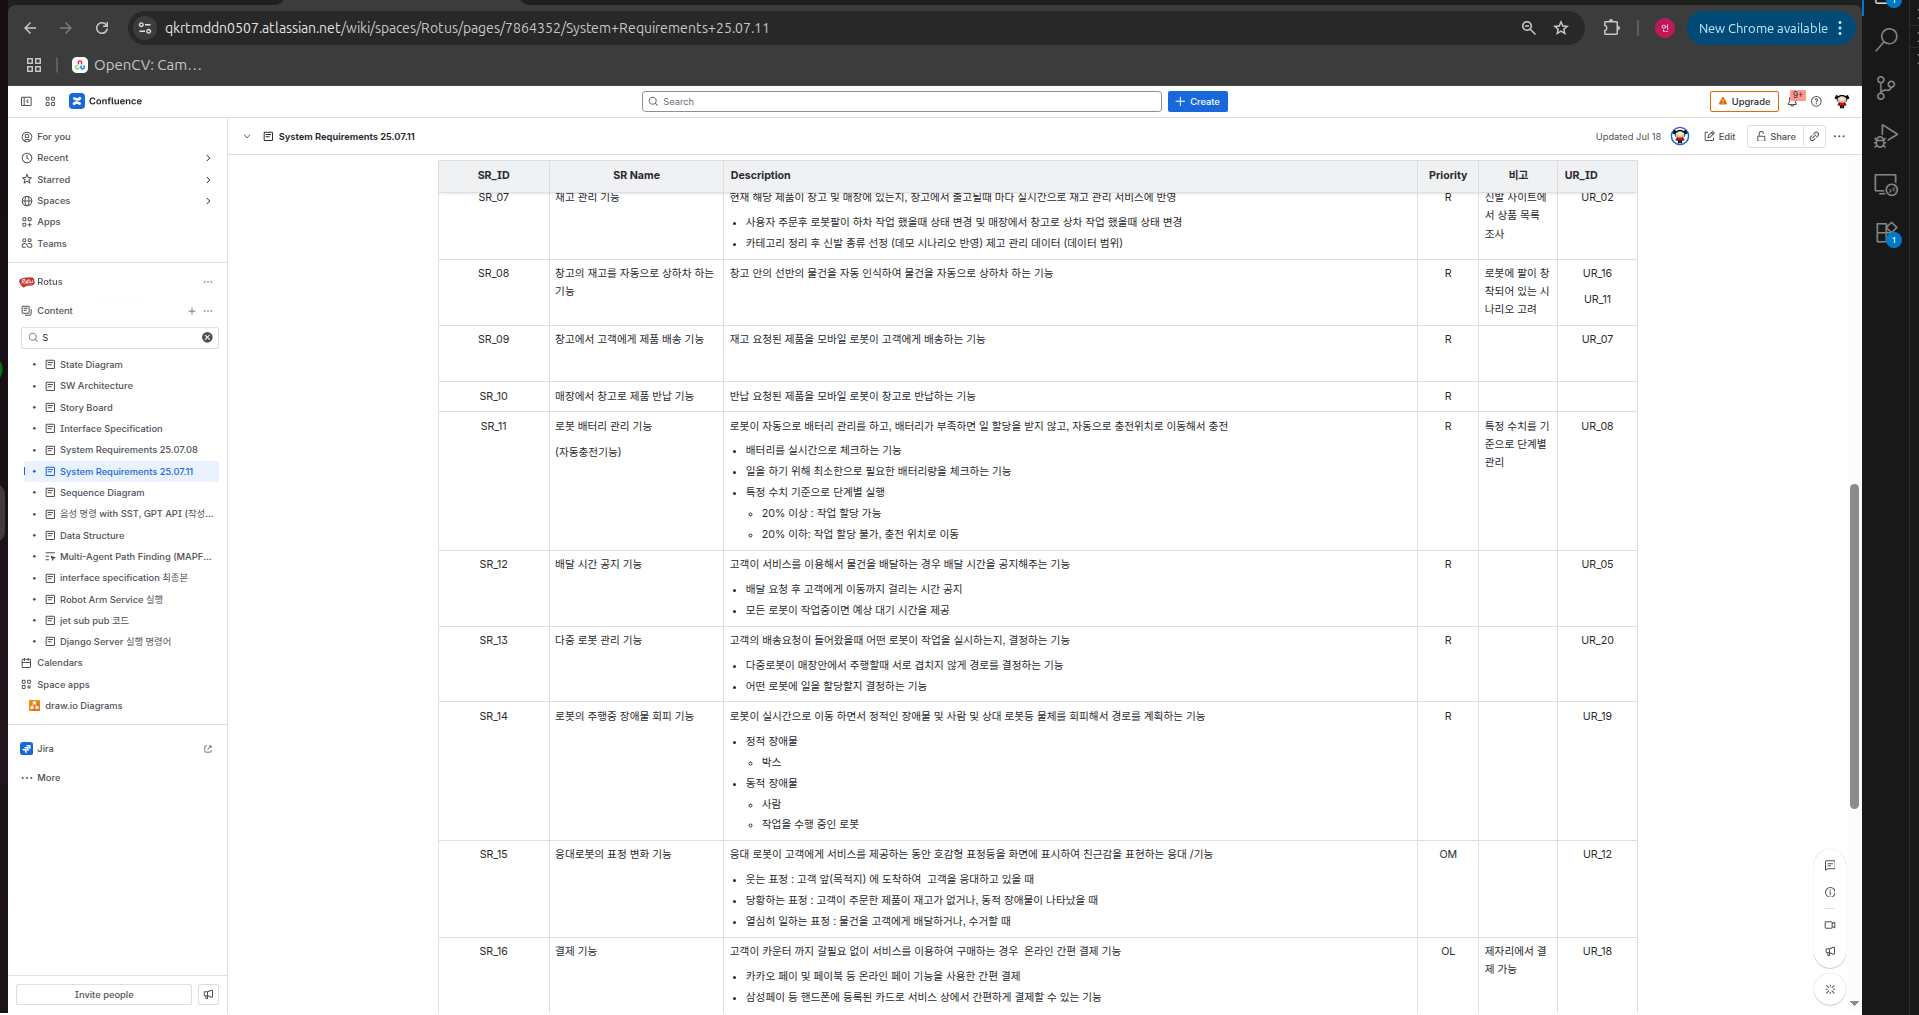 qkrtmddn0507.atlassian.net/wiki/spaces/Rotus/pages/7864352/System+Requirements+25.07.11
언
New Chrome available
OpenCV: Cam...
Confluence
Search
Create
Upgrade
9+
For you
Recent
Starred
Spaces
Apps
Teams
Rotus
Content
S
State Diagram
SW Architecture
Story Board
Interface Specification
System Requirements 25.07.08
System Requirements 25.07.11
Sequence Diagram
음성 명령 with SST, GPT API (작성...
Data Structure
Multi-Agent Path Finding (MAPF...
interface specification 최종본
Robot Arm Service 실행
jet sub pub 코드
Django Server 실행 명령어
Calendars
Space apps
draw.io Diagrams
Jira
More
Invite people
System Requirements 25.07.11
Updated Jul 18
Edit
Share
SR_ID SR Name Description Priority 비고 UR_ID
SR_07 재고 관리 기능 현재 해당 제품이 창고 및 매장에 있는지, 창고에서 출고될때 마다 실시간으로 재고 관리 서비스에 반영 R 신발 사이트에 UR_02
서 상품 목록
조사
• 사용자 주문후 로봇팔이 하차 작업 했을때 상태 변경 및 매장에서 창고로 상차 작업 했을때 상태 변경
• 카테고리 정리 후 신발 종류 선정 (데모 시나리오 반영) 제고 관리 데이터 (데이터 범위)
SR_08 창고의 재고를 자동으로 상하차 하는 창고 안의 선반의 물건을 자동 인식하여 물건을 자동으로 상하차 하는 기능 R 로봇에 팔이 창 UR_16
기능 착되어 있는 시 UR_11
나리오 고려
SR_09 창고에서 고객에게 제품 배송 기능 재고 요청된 제품을 모바일 로봇이 고객에게 배송하는 기능 R UR_07
SR_10 매장에서 창고로 제품 반납 기능 반납 요청된 제품을 모바일 로봇이 창고로 반납하는 기능 R
SR_11 로봇 배터리 관리 기능 로봇이 자동으로 배터리 관리를 하고, 배터리가 부족하면 일 할당을 받지 않고, 자동으로 충전위치로 이동해서 충전 R 특정 수치를 기 UR_08
(자동충전기능) 준으로 단계별
관리
• 배터리를 실시간으로 체크하는 기능
• 일을 하기 위해 최소한으로 필요한 배터리량을 체크하는 기능
• 특정 수치 기준으로 단계별 실행
◦ 20% 이상 : 작업 할당 가능
◦ 20% 이하: 작업 할당 불가, 충전 위치로 이동
SR_12 배달 시간 공지 기능 고객이 서비스를 이용해서 물건을 배달하는 경우 배달 시간을 공지해주는 기능 R UR_05
• 배달 요청 후 고객에게 이동까지 걸리는 시간 공지
• 모든 로봇이 작업중이면 예상 대기 시간을 제공
SR_13 다중 로봇 관리 기능 고객의 배송요청이 들어왔을때 어떤 로봇이 작업을 실시하는지, 결정하는 기능 R UR_20
• 다중로봇이 매장안에서 주행할때 서로 겹치지 않게 경로를 결정하는 기능
• 어떤 로봇에 일을 할당할지 결정하는 기능
SR_14 로봇의 주행중 장애물 회피 기능 로봇이 실시간으로 이동 하면서 정적인 장애물 및 사람 및 상대 로봇등 물체를 회피해서 경로를 계획하는 기능 R UR_19
• 정적 장애물
◦ 박스
• 동적 장애물
◦ 사람
◦ 작업을 수행 중인 로봇
SR_15 응대로봇의 표정 변화 기능 응대 로봇이 고객에게 서비스를 제공하는 동안 호감형 표정등을 화면에 표시하여 친근감을 표현하는 응대 /기능 OM UR_12
• 웃는 표정 : 고객 앞(목적지) 에 도착하여 고객을 응대하고 있을 때
• 당황하는 표정 : 고객이 주문한 제품이 재고가 없거나, 동적 장애물이 나타났을 때
• 열심히 일하는 표정 : 물건을 고객에게 배달하거나, 수거할 때
SR_16 결제 기능 고객이 카운터 까지 갈필요 없이 서비스를 이용하여 구매하는 경우 온라인 간편 결제 기능 OL 제자리에서 결 UR_18
제 가능
• 카카오 페이 및 페이북 등 온라인 페이 기능을 사용한 간편 결제
• 삼성페이 등 핸드폰에 등록된 카드로 서비스 상에서 간편하게 결제할 수 있는 기능
1